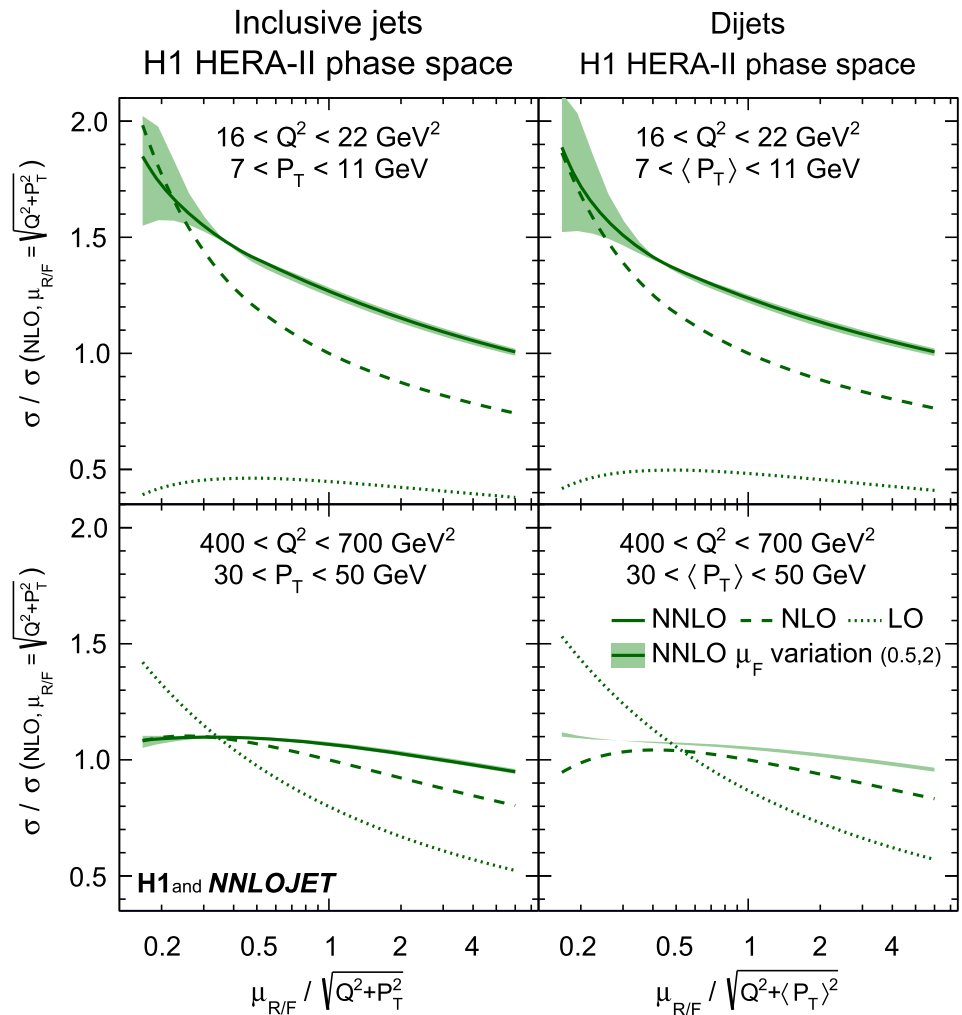 Inclusive jets
H1 HERA-II phase space
Dijets
H1 HERA-II phase space
σ / σ (NLO, μ_R/F = √Q²+P_T²)
2.0
1.5
1.0
0.5
16 < Q² < 22 GeV²
7 < P_T < 11 GeV
16 < Q² < 22 GeV²
7 < ⟨ P_T ⟩ < 11 GeV
σ / σ (NLO, μ_R/F = √Q²+P_T²)
2.0
1.5
1.0
0.5
400 < Q² < 700 GeV²
30 < P_T < 50 GeV
H1 and NNLOJET
400 < Q² < 700 GeV²
30 < ⟨ P_T ⟩ < 50 GeV
NNLO NLO LO
NNLO μ_F variation (0.5,2)
0.2 0.5 1 2 4
0.2 0.5 1 2 4
μ_R/F / √Q²+P_T²
μ_R/F / √Q²+⟨ P_T ⟩²